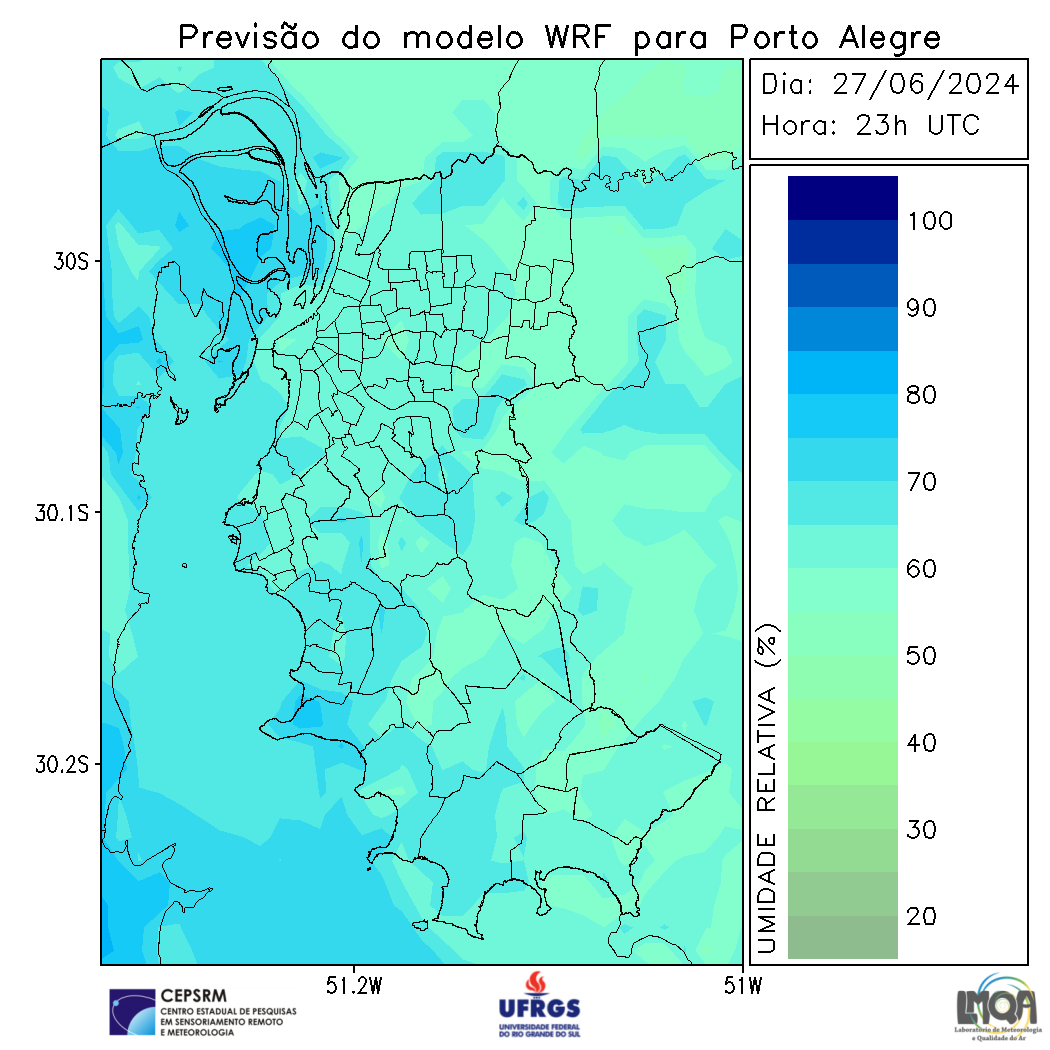 Previsão do modelo WRF para Porto Alegre
Dia: 27/06/2024
Hora: 23h UTC
100
90
80
70
60
50
40
30
20
UMIDADE RELATIVA (%)
30S
30.1S
30.2S
51.2W
51W
CEPSRM
CENTRO ESTADUAL DE PESQUISAS
EM SENSORIAMENTO REMOTO
E METEOROLOGIA
UFRGS
UNIVERSIDADE FEDERAL
DO RIO GRANDE DO SUL
LMQA
Laboratório de Meteorologia
e Qualidade do Ar